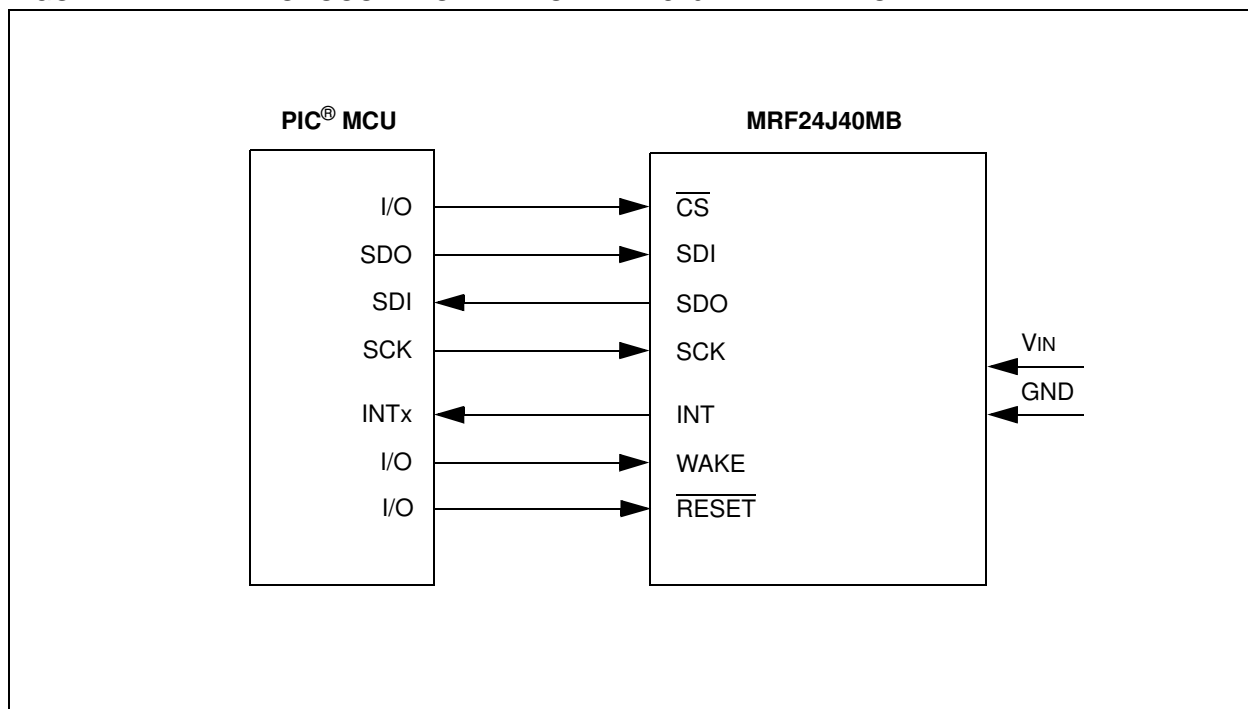 PIC® MCU
MRF24J40MB
I/O
CS
SDO
SDI
SDI
SDO
SCK
SCK
VIN
GND
INTx
INT
I/O
WAKE
I/O
RESET